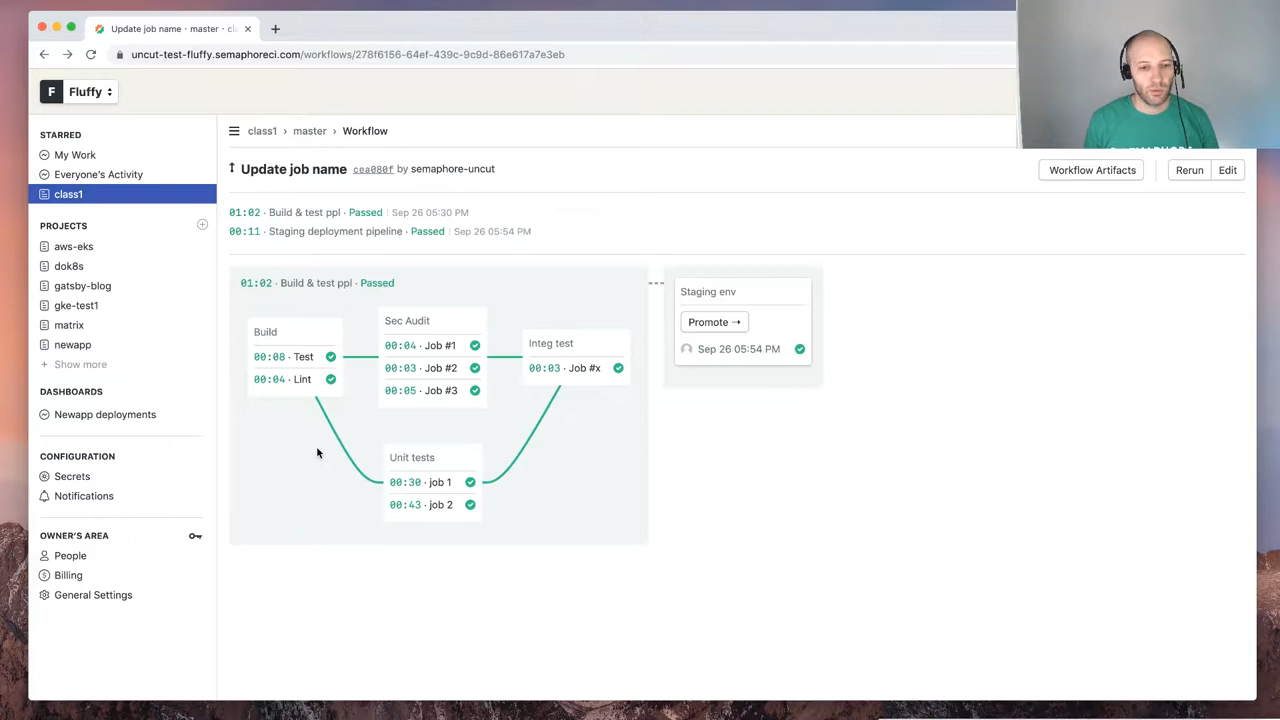 Update job name · master · cla
uncut-test-fluffy.semaphoreci.com/workflows/278f6156-64ef-439c-9c9d-86e617a7e3eb
F Fluffy
STARRED
My Work
Everyone's Activity
class1
PROJECTS
aws-eks
dok8s
gatsby-blog
gke-test1
matrix
newapp
+ Show more
DASHBOARDS
Newapp deployments
CONFIGURATION
Secrets
Notifications
OWNER'S AREA
People
Billing
General Settings
class1 › master › Workflow
Update job name cea080f by semaphore-uncut
Workflow Artifacts
Rerun Edit
01:02 · Build & test ppl · Passed | Sep 26 05:30 PM
00:11 · Staging deployment pipeline · Passed | Sep 26 05:54 PM
01:02 · Build & test ppl · Passed
Build
00:08 · Test
00:04 · Lint
Sec Audit
00:04 · Job #1
00:03 · Job #2
00:05 · Job #3
Integ test
00:03 · Job #x
Unit tests
00:30 · job 1
00:43 · job 2
Staging env
Promote ⇢
Sep 26 05:54 PM